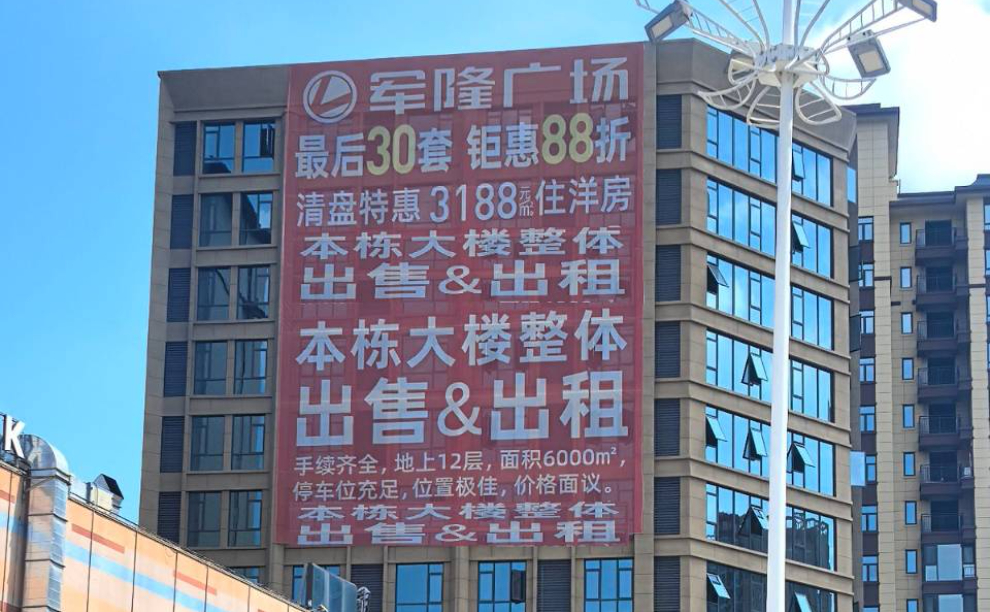 军隆广场
最后30套 钜惠88折
清盘特惠 3188元/㎡住洋房
本栋大楼整体
出售&出租
本栋大楼整体
出售&出租
手续齐全,地上12层,面积6000m²,
停车位充足,位置极佳,价格面议。
本栋大楼整体
出售&出租
K